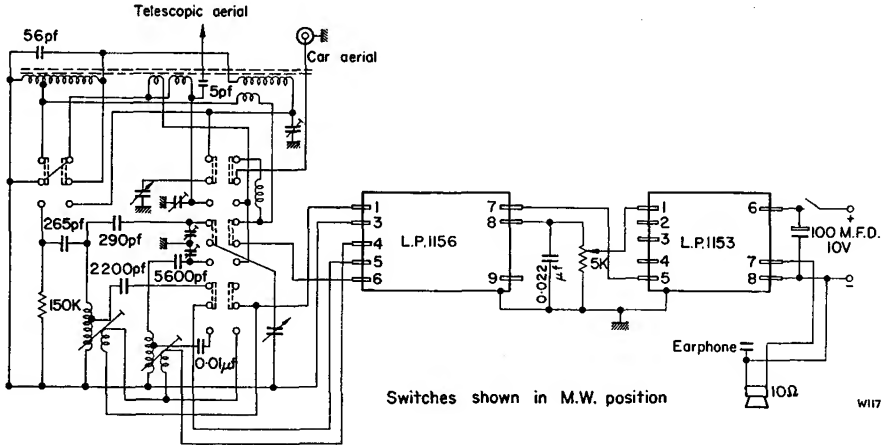 Telescopic aerial
Car aerial
56pf
5pf
265pf
290pf
2200pf
5600pf
150K
0·01µf
1
3
4
5
6
L.P.1156
7
8
9
0·022 µf
5K
1
2
3
4
5
L.P.1153
6
7
8
100 M.F.D.
10V
+
-
Earphone
10Ω
Switches shown in M.W. position
W117